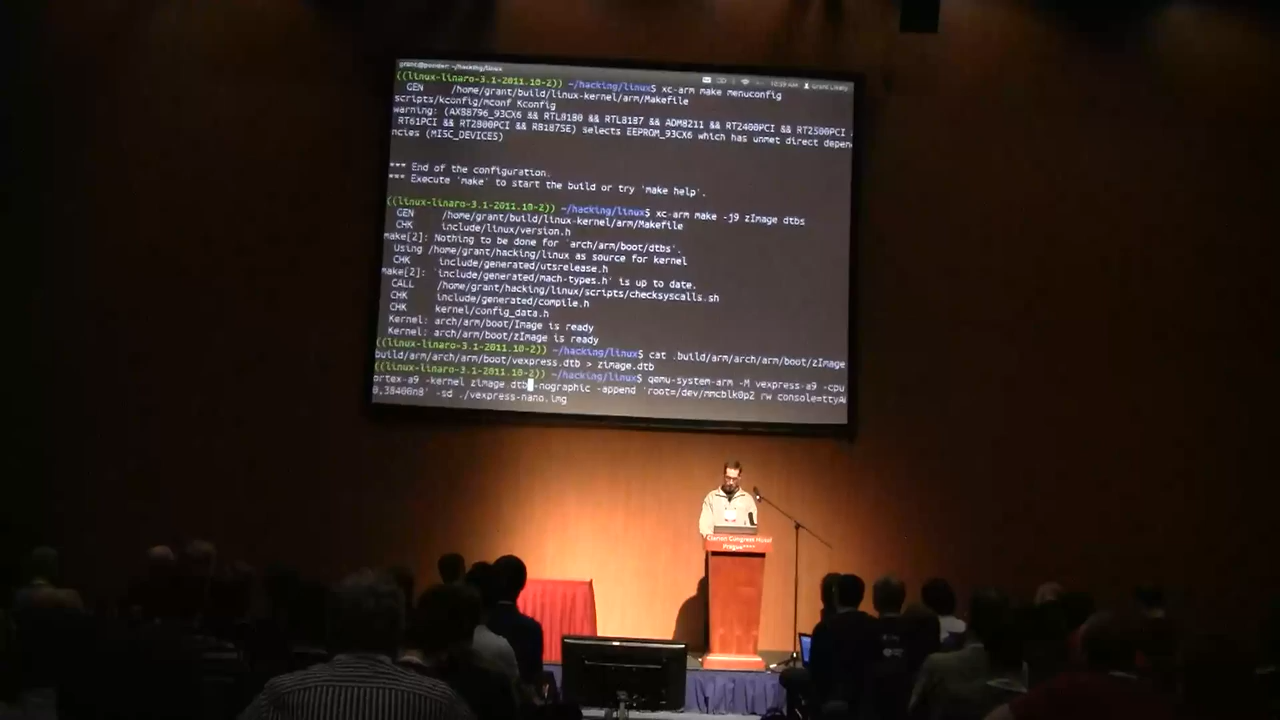 grant@ponder: ~/hacking/linux
((linux-linaro-3.1-2011.10-2)) ~/hacking/linux$ xc-arm make menuconfig
GEN /home/grant/build/linux-kernel/arm/Makefile
scripts/kconfig/mconf Kconfig
warning: (AX88796_93CX6 && RTL8180 && RTL8187 && ADM8211 && RT2400PCI && RT2500PCI &
RT61PCI && RT2800PCI && R8187SE) selects EEPROM_93CX6 which has unmet direct depen
ncies (MISC_DEVICES)
*** End of the configuration.
*** Execute 'make' to start the build or try 'make help'.
((linux-linaro-3.1-2011.10-2)) ~/hacking/linux$ xc-arm make -j9 zImage dtbs
GEN /home/grant/build/linux-kernel/arm/Makefile
CHK include/linux/version.h
make[2]: Nothing to be done for `arch/arm/boot/dtbs'.
Using /home/grant/hacking/linux as source for kernel
CHK include/generated/utsrelease.h
make[2]: `include/generated/mach-types.h' is up to date.
CALL /home/grant/hacking/linux/scripts/checksyscalls.sh
CHK include/generated/compile.h
CHK kernel/config_data.h
Kernel: arch/arm/boot/Image is ready
Kernel: arch/arm/boot/zImage is ready
((linux-linaro-3.1-2011.10-2)) ~/hacking/linux$ cat .build/arm/arch/arm/boot/zImage
build/arm/arch/arm/boot/vexpress.dtb > zimage.dtb
((linux-linaro-3.1-2011.10-2)) ~/hacking/linux$ qemu-system-arm -M vexpress-a9 -cpu
ortex-a9 -kernel zimage.dtb -nographic -append 'root=/dev/mmcblk0p2 rw console=ttyA
0,38400n8' -sd ./vexpress-nano.img
Clarion Congress Hotel
Prague****